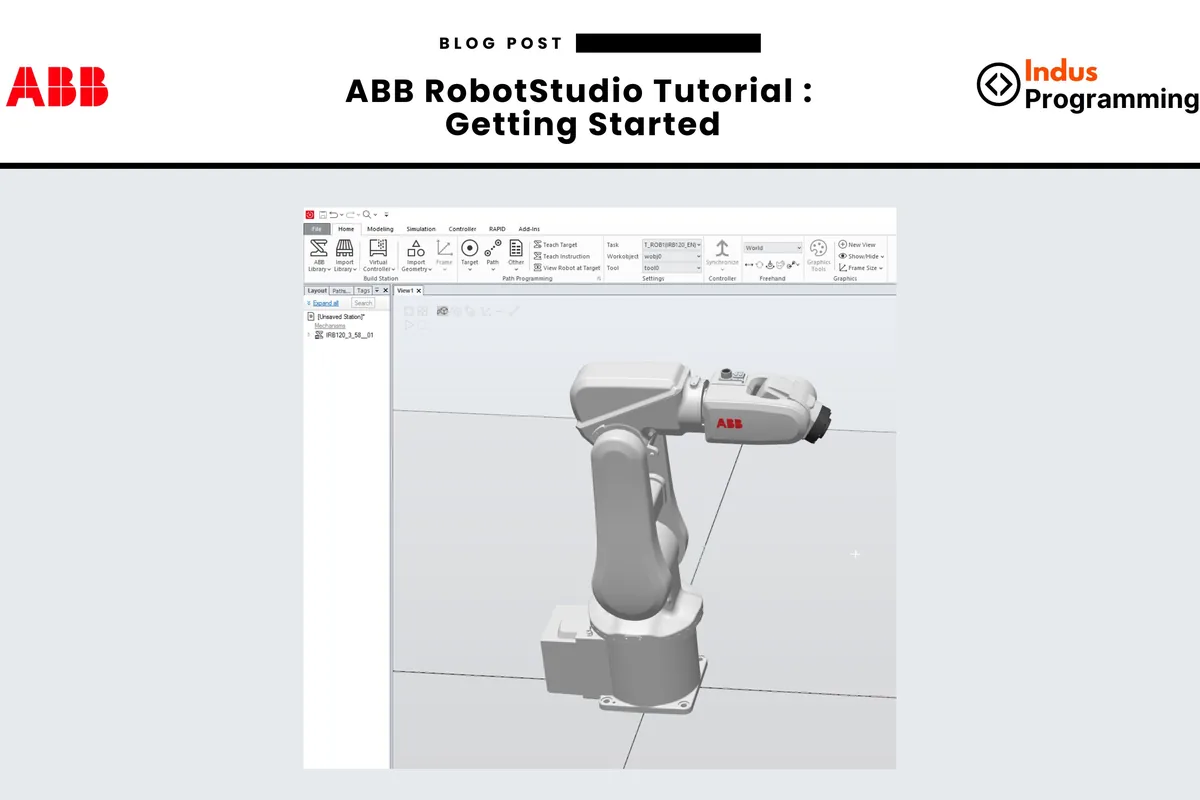 BLOG POST
ABB
ABB RobotStudio Tutorial :
Getting Started
Indus
Programming
File Home Modeling Simulation Controller RAPID Add-Ins
ABB Library
Import Library
Virtual Controller
Import Geometry
Frame
Build Station
Target
Path
Other
Teach Target
Teach Instruction
View Robot at Target
Path Programming
Task T_ROB1(IRB120_EN)
Workobject wobj0
Tool tool0
Settings
Synchronize
Controller
World
Freehand
Graphics Tools
New View
Show/Hide
Frame Size
Graphics
Layout Paths... Tags
View1
Expand all
Search
[Unsaved Station]*
Mechanisms
IRB120_3_58__01
ABB